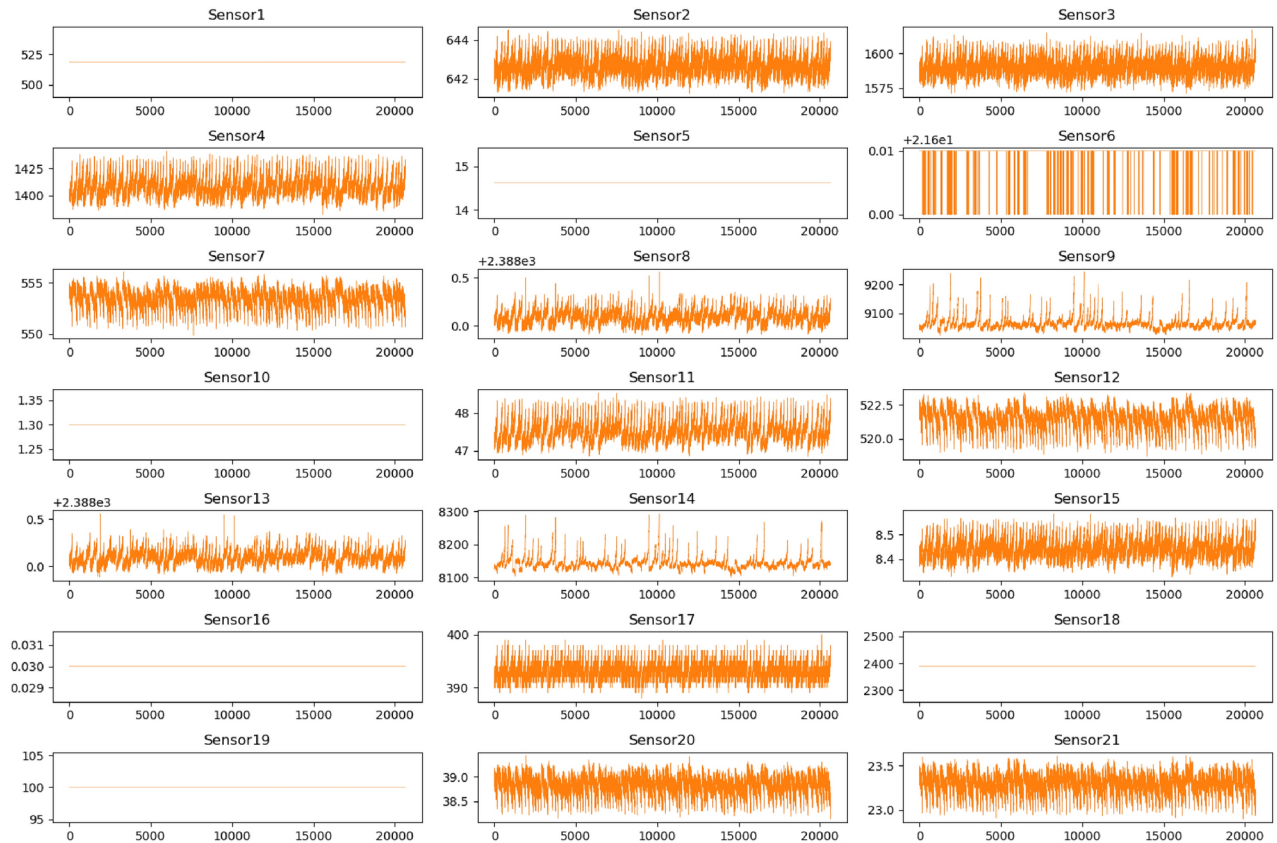 Sensor1 Sensor2 Sensor3
525 500 0 5000 10000 15000 20000
644 642 0 5000 10000 15000 20000
1600 1575 0 5000 10000 15000 20000
Sensor4 Sensor5 Sensor6
1425 1400 0 5000 10000 15000 20000
15 14 0 5000 10000 15000 20000
+2.16e1 0.01 0.00 0 5000 10000 15000 20000
Sensor7 Sensor8 Sensor9
555 550 0 5000 10000 15000 20000
+2.388e3 0.5 0.0 0 5000 10000 15000 20000
9200 9100 0 5000 10000 15000 20000
Sensor10 Sensor11 Sensor12
1.35 1.30 1.25 0 5000 10000 15000 20000
48 47 0 5000 10000 15000 20000
522.5 520.0 0 5000 10000 15000 20000
Sensor13 Sensor14 Sensor15
+2.388e3 0.5 0.0 0 5000 10000 15000 20000
8300 8200 8100 0 5000 10000 15000 20000
8.5 8.4 0 5000 10000 15000 20000
Sensor16 Sensor17 Sensor18
0.031 0.030 0.029 0 5000 10000 15000 20000
400 390 0 5000 10000 15000 20000
2500 2400 2300 0 5000 10000 15000 20000
Sensor19 Sensor20 Sensor21
105 100 95 0 5000 10000 15000 20000
39.0 38.5 0 5000 10000 15000 20000
23.5 23.0 0 5000 10000 15000 20000